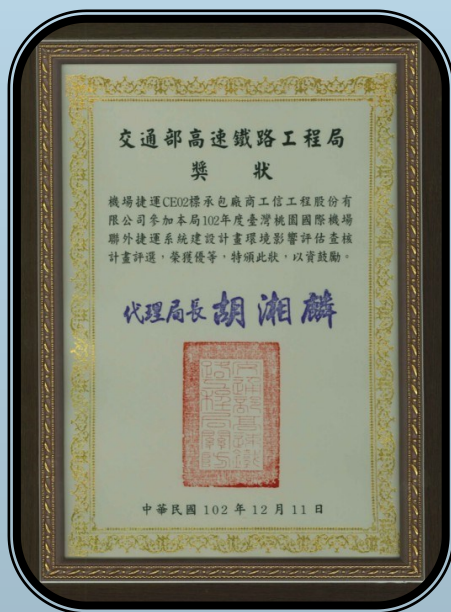 交通部高速鐵路工程局
獎狀
機場捷運CE02標承包廠商工信工程股份有
限公司參加本局102年度臺灣桃園國際機場
聯外捷運系統建設計畫環境影響評估查核
計畫評選，榮獲優等，特頒此狀，以資鼓勵。
代理局長 胡湘麟
中華民國 102 年 12 月 11 日